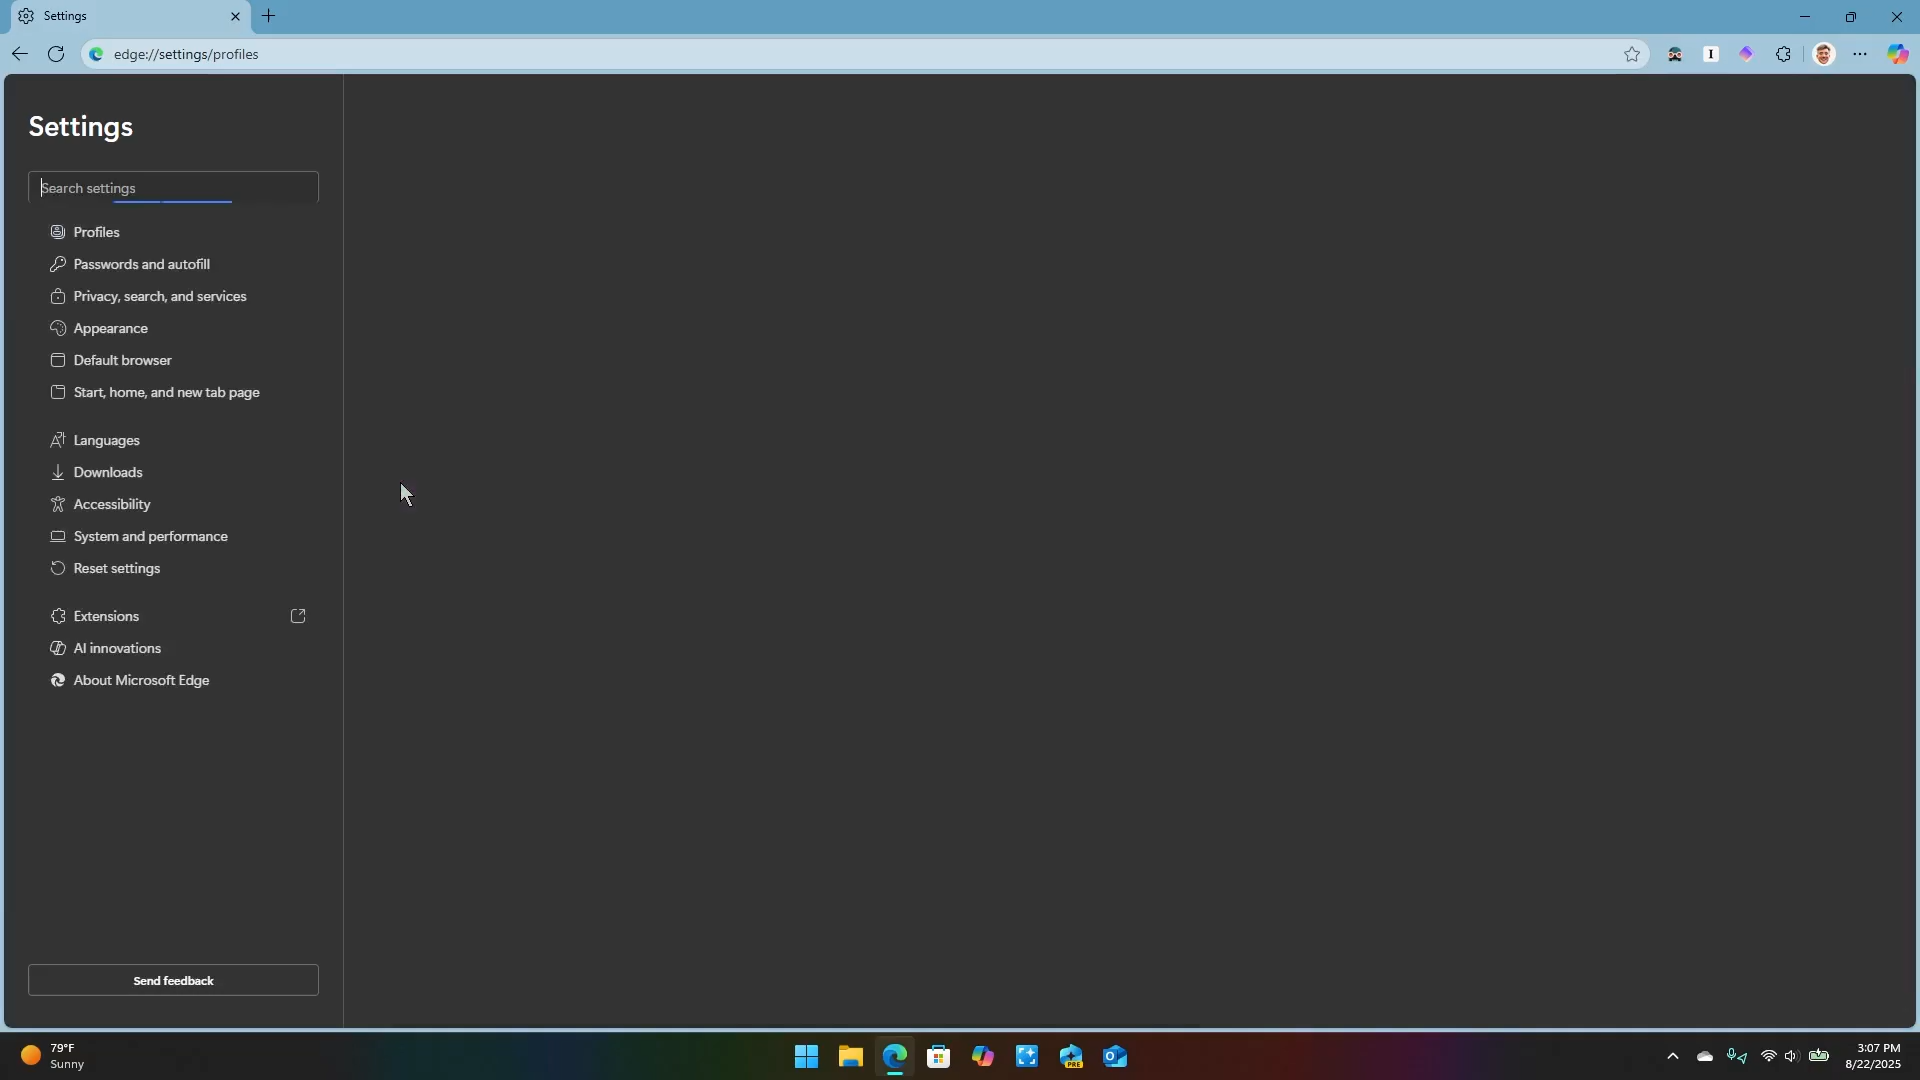 Settings
edge://settings/profiles
Settings
Search settings
Profiles
Passwords and autofill
Privacy, search, and services
Appearance
Default browser
Start, home, and new tab page
Languages
Downloads
Accessibility
System and performance
Reset settings
Extensions
AI innovations
About Microsoft Edge
Send feedback
79°F
Sunny
PRE
3:07 PM
8/22/2025